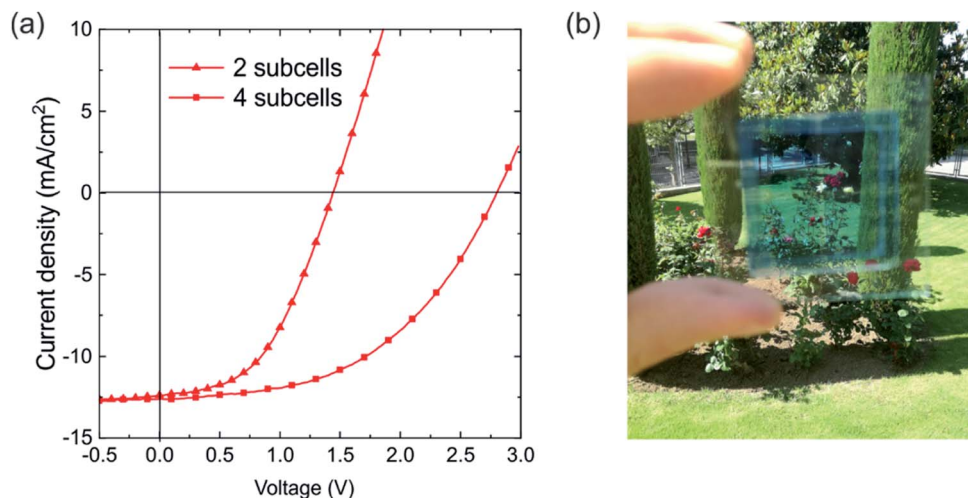 (a)
(b)
2 subcells
4 subcells
10
5
0
-5
-10
-15
Current density (mA/cm²)
-0.5 0.0 0.5 1.0 1.5 2.0 2.5 3.0
Voltage (V)